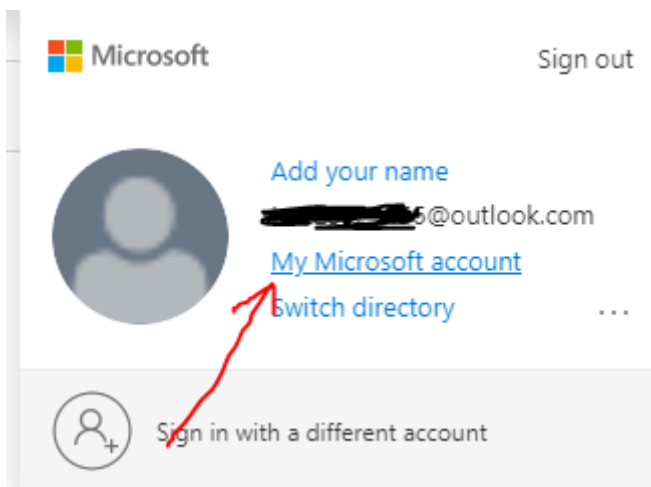 Microsoft
Sign out
Add your name
@outlook.com
My Microsoft account
Switch directory
...
Sign in with a different account